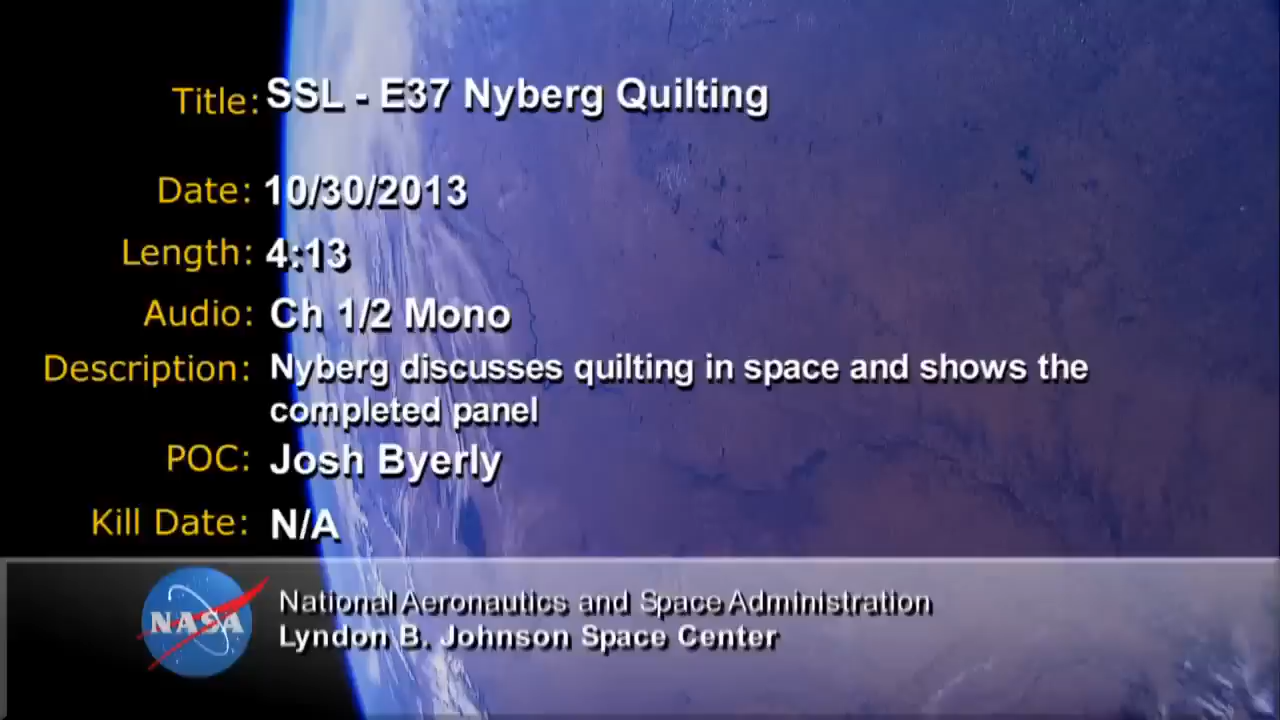 Title: SSL - E37 Nyberg Quilting
Date: 10/30/2013
Length: 4:13
Audio: Ch 1/2 Mono
Description: Nyberg discusses quilting in space and shows the
completed panel
POC: Josh Byerly
Kill Date: N/A
NASA
National Aeronautics and Space Administration
Lyndon B. Johnson Space Center